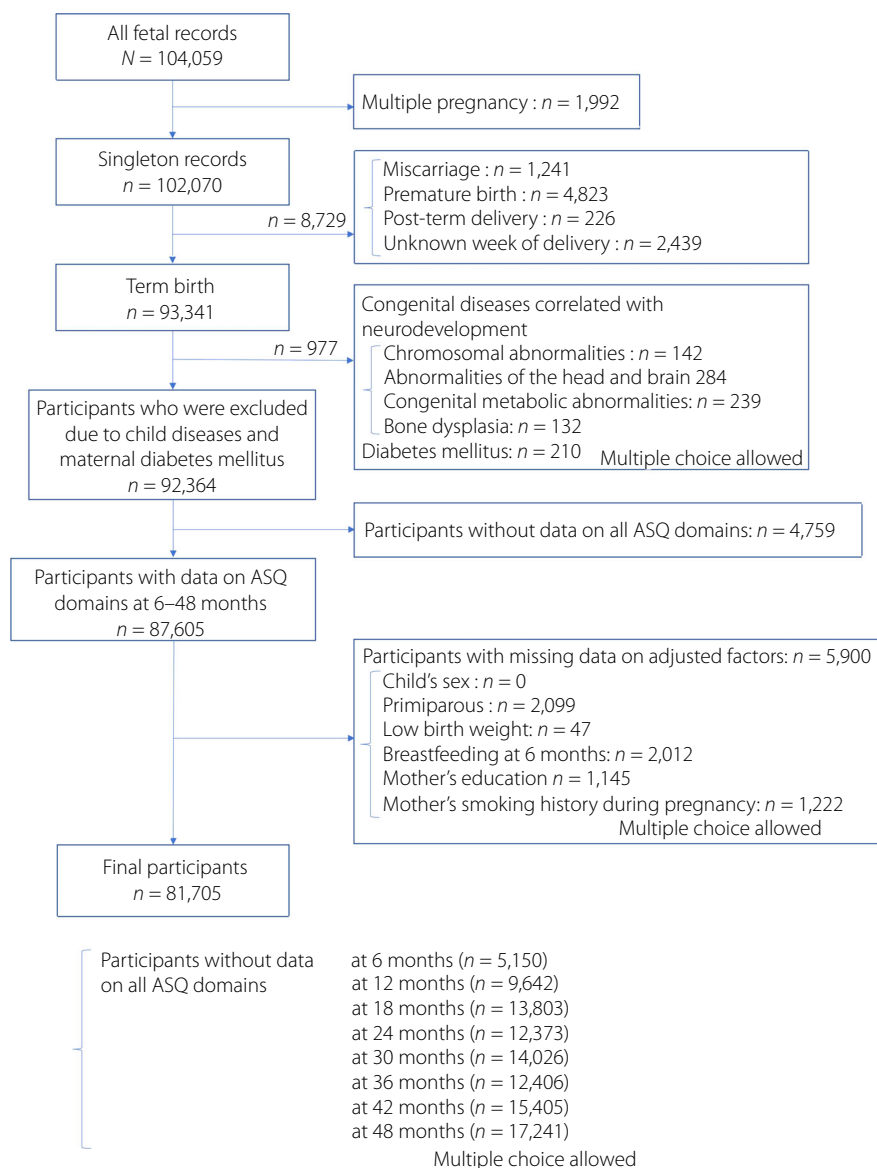 All fetal records
N = 104,059
Multiple pregnancy : n = 1,992
Singleton records
n = 102,070
n = 8,729
Miscarriage : n = 1,241
Premature birth : n = 4,823
Post-term delivery : n = 226
Unknown week of delivery : n = 2,439
Term birth
n = 93,341
n = 977
Congenital diseases correlated with
neurodevelopment
Chromosomal abnormalities : n = 142
Abnormalities of the head and brain 284
Congenital metabolic abnormalities: n = 239
Bone dysplasia: n = 132
Diabetes mellitus: n = 210
Multiple choice allowed
Participants who were excluded
due to child diseases and
maternal diabetes mellitus
n = 92,364
Participants without data on all ASQ domains: n = 4,759
Participants with data on ASQ
domains at 6–48 months
n = 87,605
Participants with missing data on adjusted factors: n = 5,900
Child's sex : n = 0
Primiparous : n = 2,099
Low birth weight: n = 47
Breastfeeding at 6 months: n = 2,012
Mother's education n = 1,145
Mother's smoking history during pregnancy: n = 1,222
Multiple choice allowed
Final participants
n = 81,705
Participants without data
on all ASQ domains
at 6 months (n = 5,150)
at 12 months (n = 9,642)
at 18 months (n = 13,803)
at 24 months (n = 12,373)
at 30 months (n = 14,026)
at 36 months (n = 12,406)
at 42 months (n = 15,405)
at 48 months (n = 17,241)
Multiple choice allowed